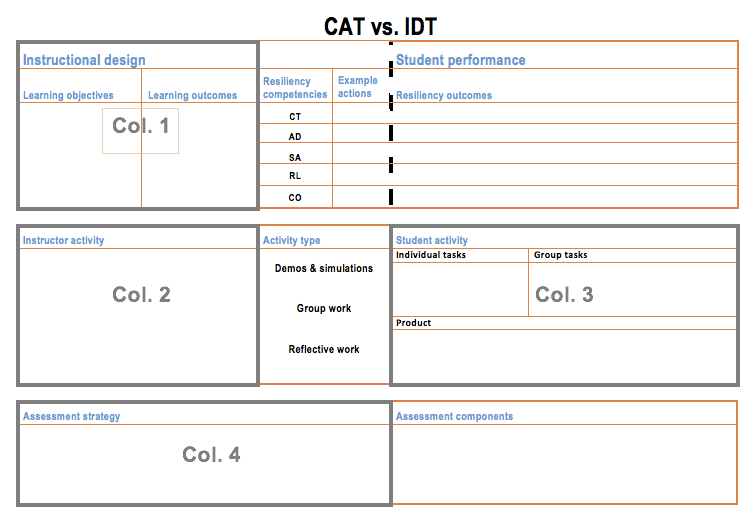 CAT vs. IDT
Instructional design
Student performance
Learning objectives
Learning outcomes
Resiliency
competencies
Example
actions
Resiliency outcomes
Col. 1
CT
AD
SA
RL
CO
Instructor activity
Activity type
Student activity
Individual tasks
Group tasks
Demos & simulations
Col. 2
Group work
Col. 3
Product
Reflective work
Assessment strategy
Assessment components
Col. 4